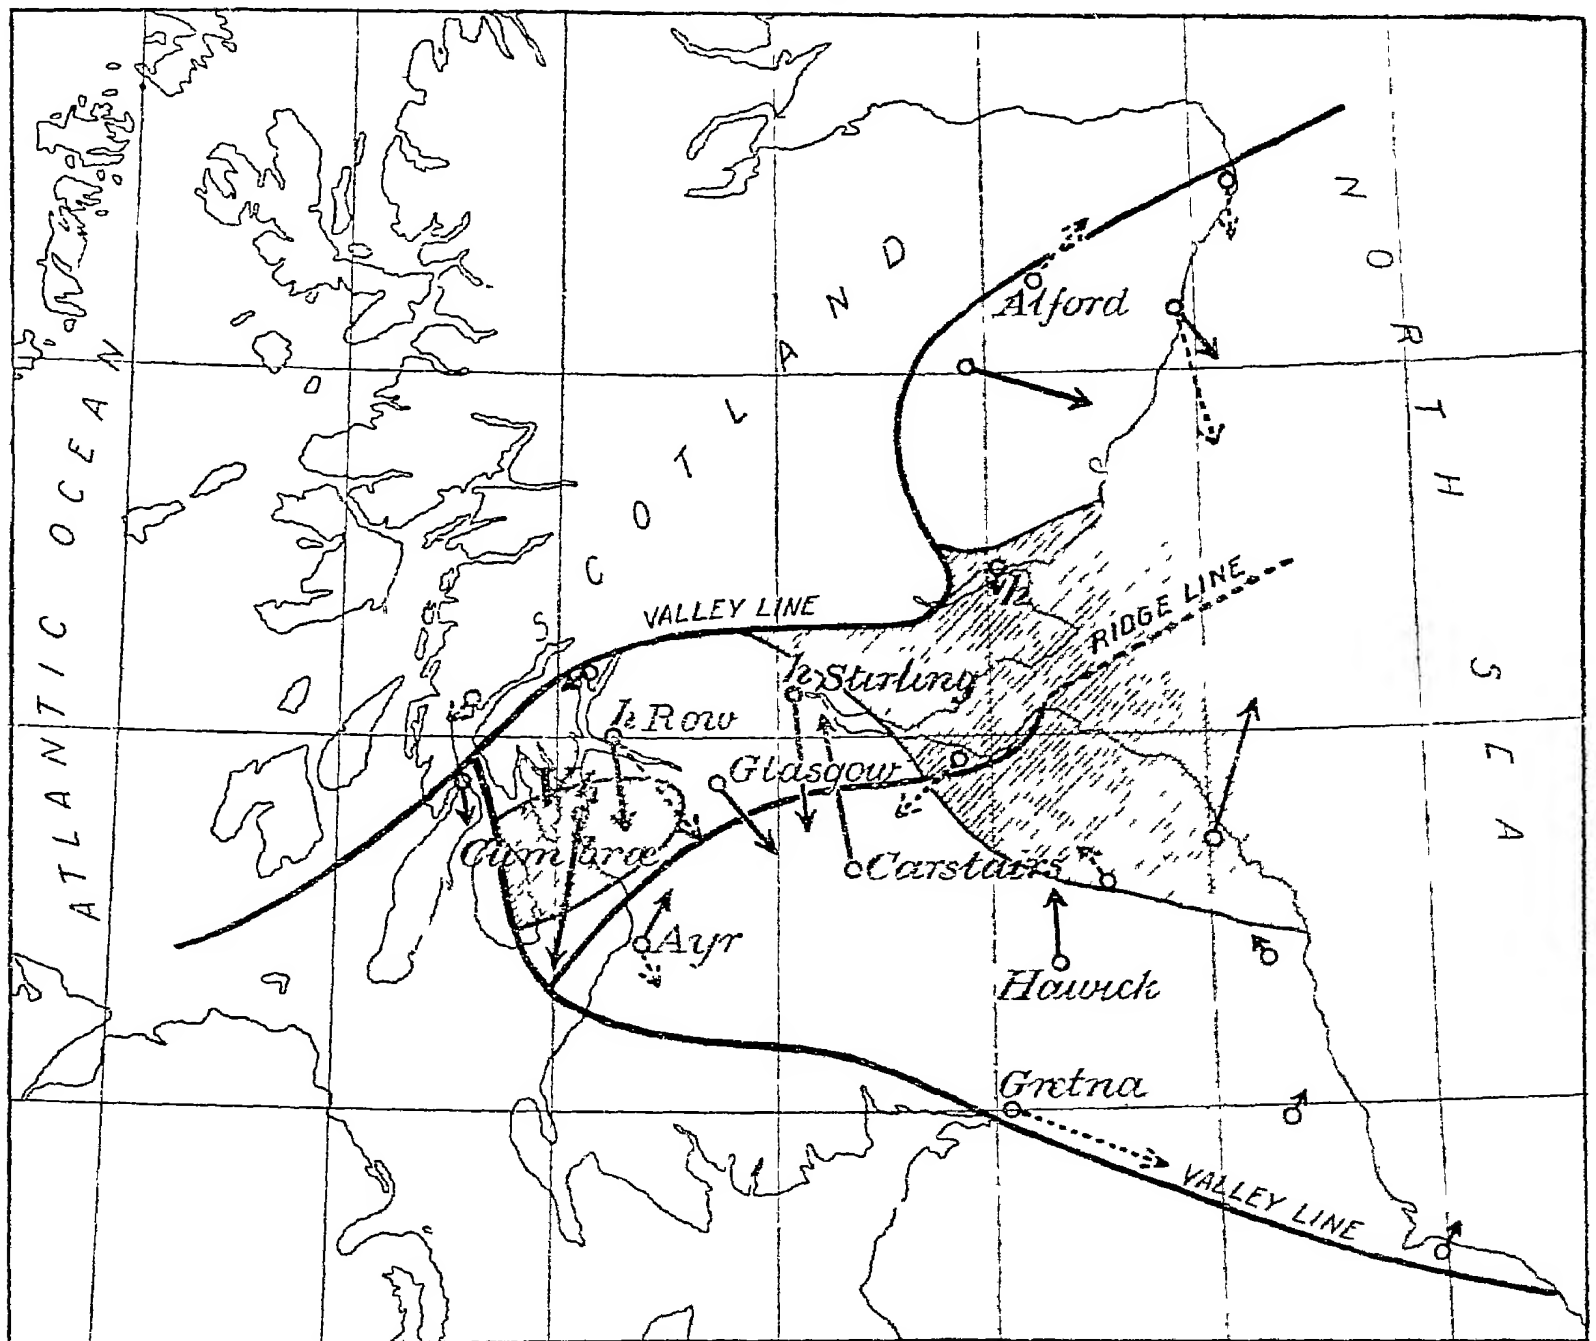 ATLANTIC OCEAN
NORTH SEA
SCOTLAND
Alford
VALLEY LINE
RIDGE LINE
h
h Stirling
h Row
Glasgow
Cumbrae
Carstairs
Ayr
Hawick
Gretna
VALLEY LINE